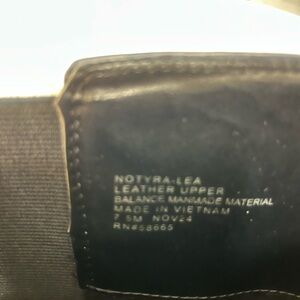 NOTYRA-LEA
LEATHER UPPER
BALANCE MANMADE MATERIAL
MADE IN VIETNAM
7.5M NOV24
RN#58665